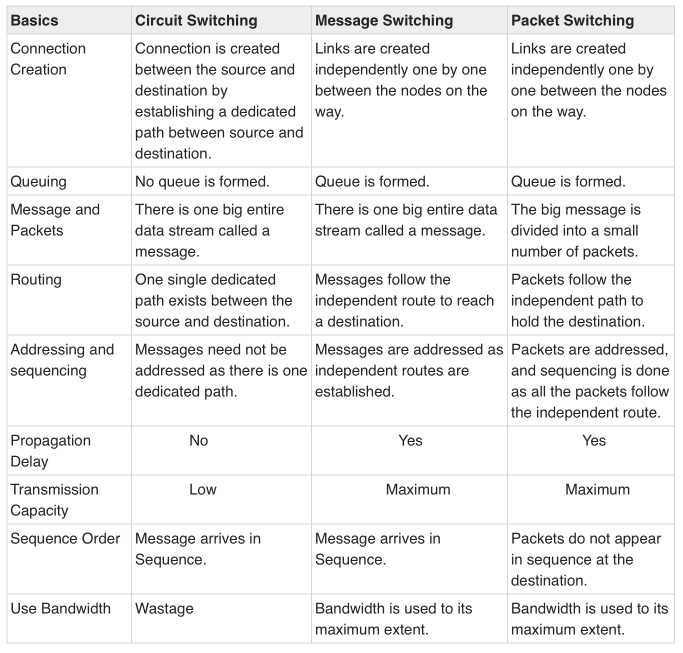 Basics
Circuit Switching
Message Switching
Packet Switching
Connection
Creation
Connection is created
between the source and
destination by
establishing a dedicated
path between source and
destination.
Links are created
independently one by one
between the nodes on the
way.
Links are created
independently one by
one between the nodes
on the way.
Queuing
No queue is formed.
Queue is formed.
Queue is formed.
Message and
Packets
There is one big entire
data stream called a
message.
There is one big entire data
stream called a message.
The big message is
divided into a small
number of packets.
Routing
One single dedicated
path exists between the
source and destination.
Messages follow the
independent route to reach
a destination.
Packets follow the
independent path to
hold the destination.
Addressing and
sequencing
Messages need not be
addressed as there is one
dedicated path.
Messages are addressed as
independent routes are
established.
Packets are addressed,
and sequencing is done
as all the packets follow
the independent route.
Propagation
Delay
No
Yes
Yes
Transmission
Capacity
Low
Maximum
Maximum
Sequence Order
Message arrives in
Sequence.
Message arrives in
Sequence.
Packets do not appear
in sequence at the
destination.
Use Bandwidth
Wastage
Bandwidth is used to its
maximum extent.
Bandwidth is used to its
maximum extent.